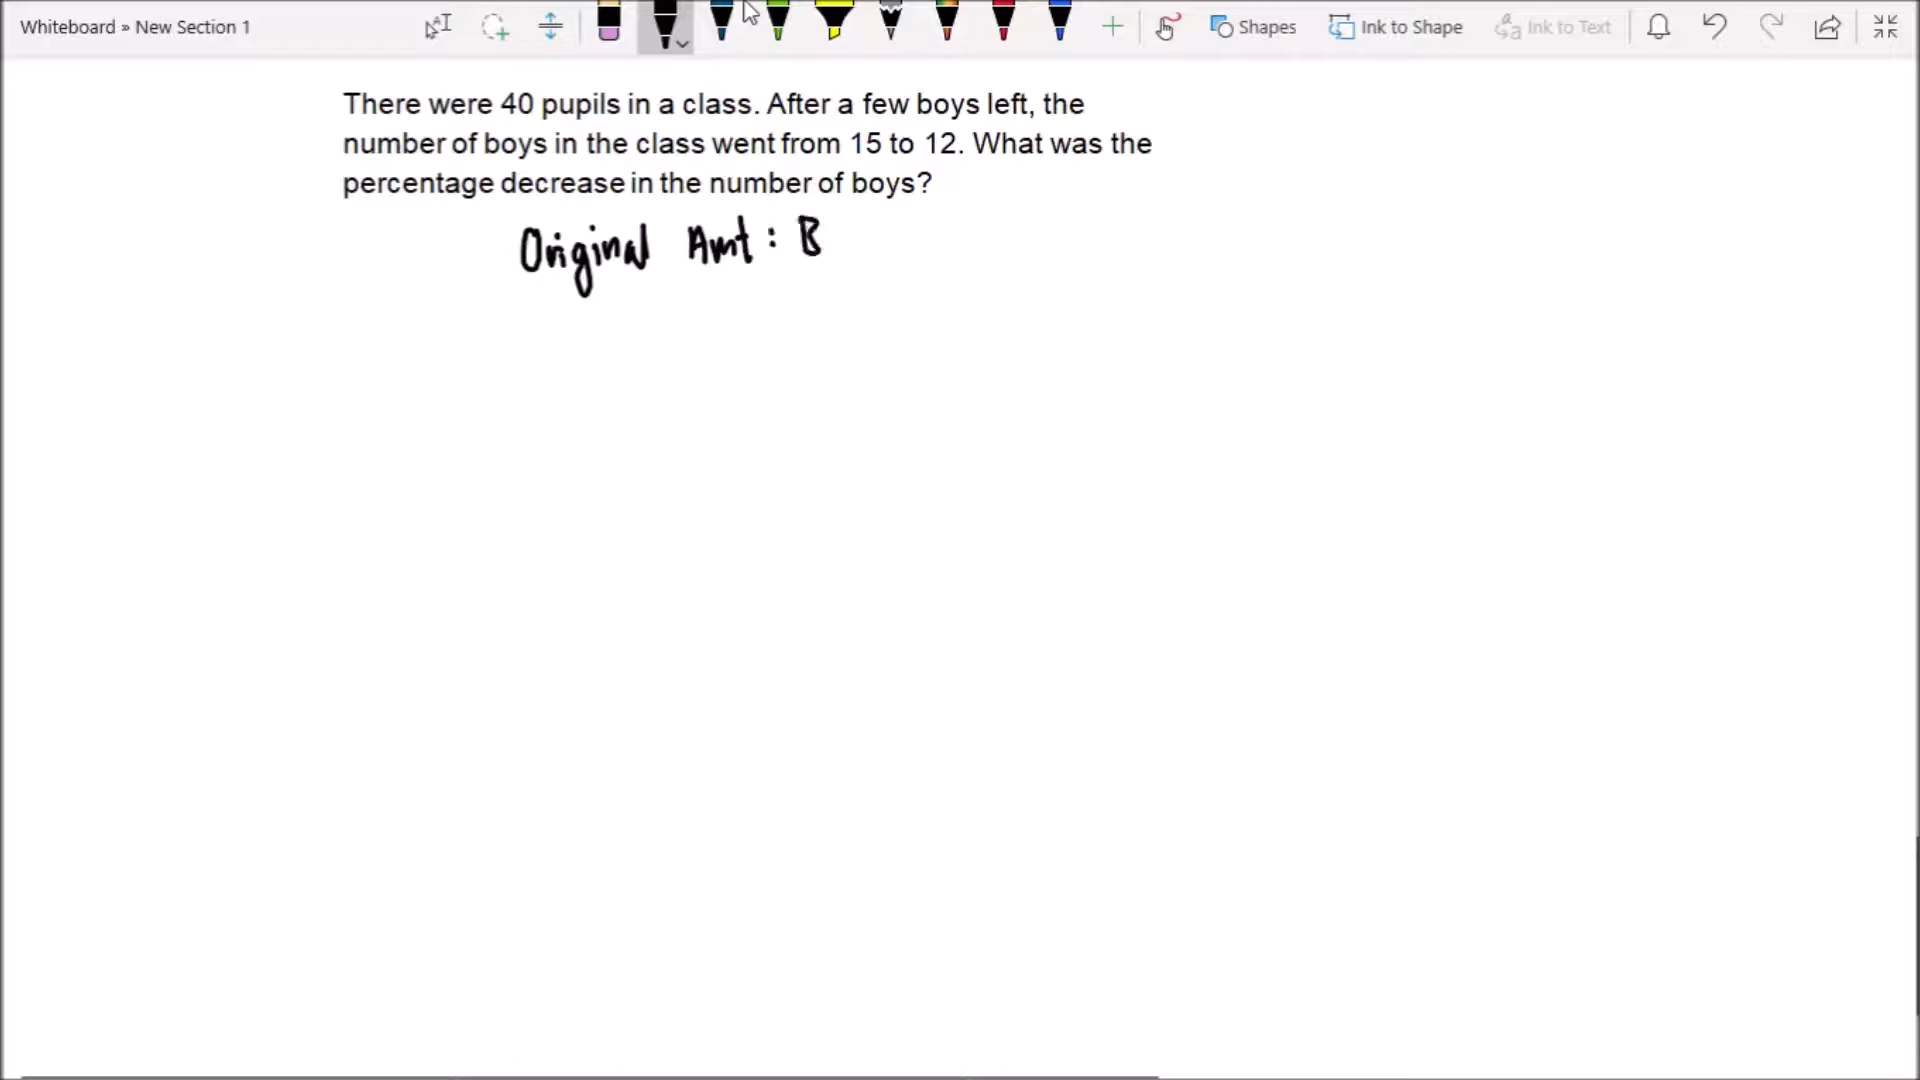 Whiteboard » New Section 1
Shapes
Ink to Shape
Ink to Text
There were 40 pupils in a class. After a few boys left, the
number of boys in the class went from 15 to 12. What was the
percentage decrease in the number of boys?
Original Amt : B